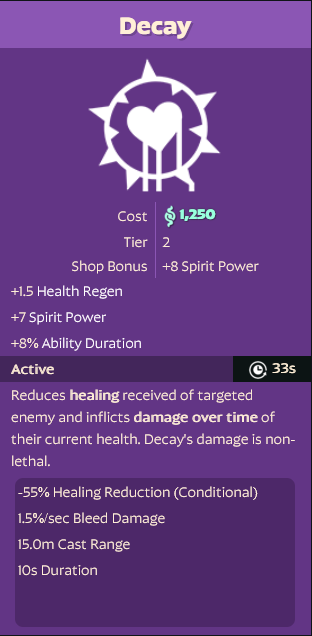 Decay
Cost 1,250
Tier 2
Shop Bonus +8 Spirit Power
+1.5 Health Regen
+7 Spirit Power
+8% Ability Duration
Active 33s
Reduces healing received of targeted
enemy and inflicts damage over time of
their current health. Decay's damage is non-
lethal.
-55% Healing Reduction (Conditional)
1.5%/sec Bleed Damage
15.0m Cast Range
10s Duration